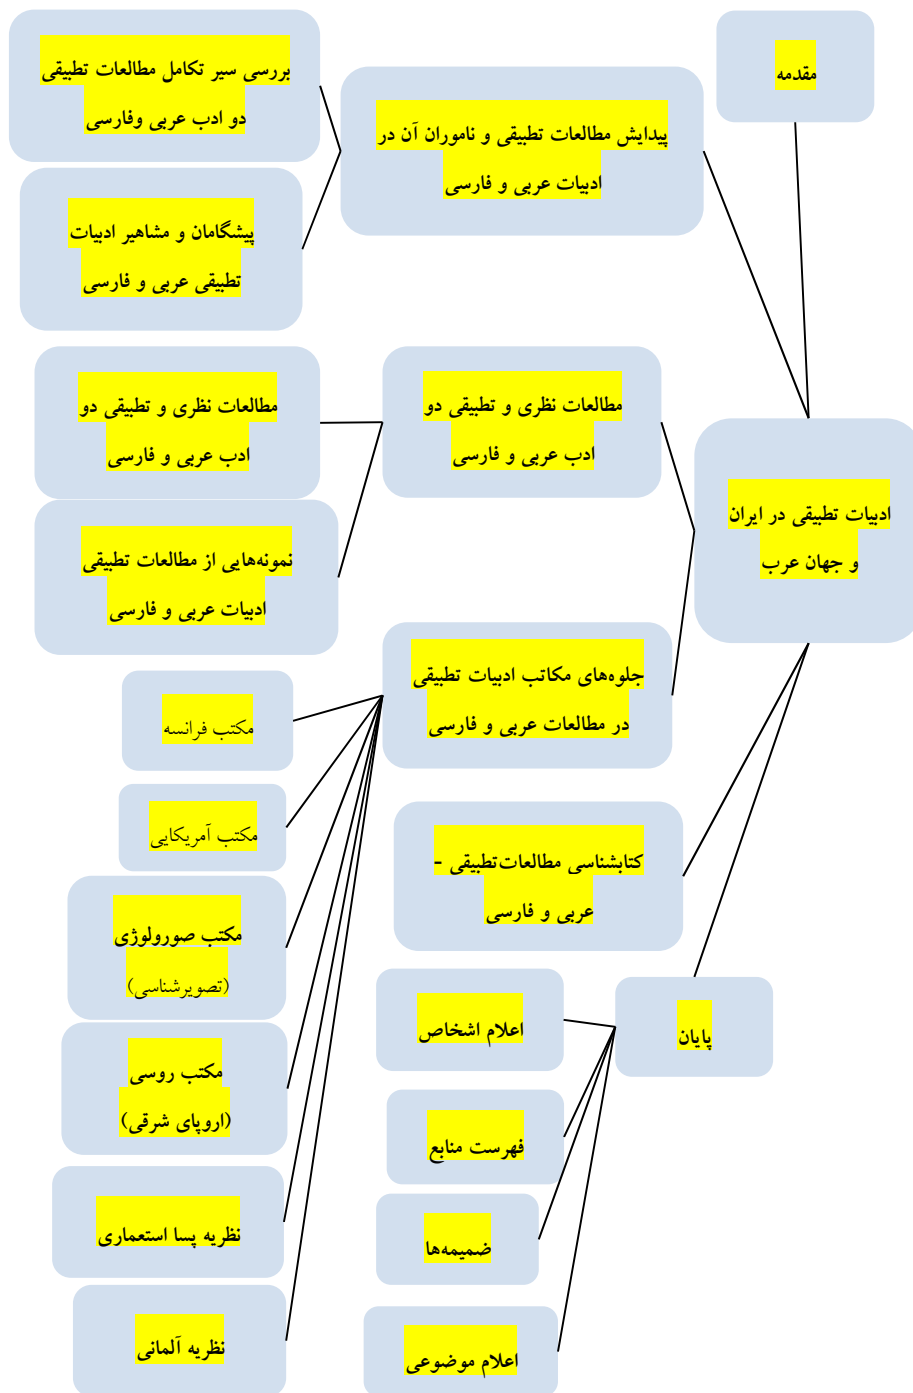 مقدمه
پیدایش مطالعات تطبیقی و ناموران آن در
ادبیات عربی و فارسی
بررسی سیر تکامل مطالعات تطبیقی
دو ادب عربی وفارسی
پیشگامان و مشاهیر ادبیات
تطبیقی عربی و فارسی
ادبیات تطبیقی در ایران
و جهان عرب
مطالعات نظری و تطبیقی دو
ادب عربی و فارسی
مطالعات نظری و تطبیقی دو
ادب عربی و فارسی
نمونه‌هایی از مطالعات تطبیقی
ادبیات عربی و فارسی
جلوه‌های مکاتب ادبیات تطبیقی
در مطالعات عربی و فارسی
مکتب فرانسه
مکتب آمریکایی
مکتب صورولوژی
(تصویرشناسی)
مکتب روسی
(اروپای شرقی)
نظریه پسا استعماری
نظریه آلمانی
کتابشناسی مطالعات‌تطبیقی -
عربی و فارسی
پایان
اعلام اشخاص
فهرست منابع
ضمیمه‌ها
اعلام موضوعی